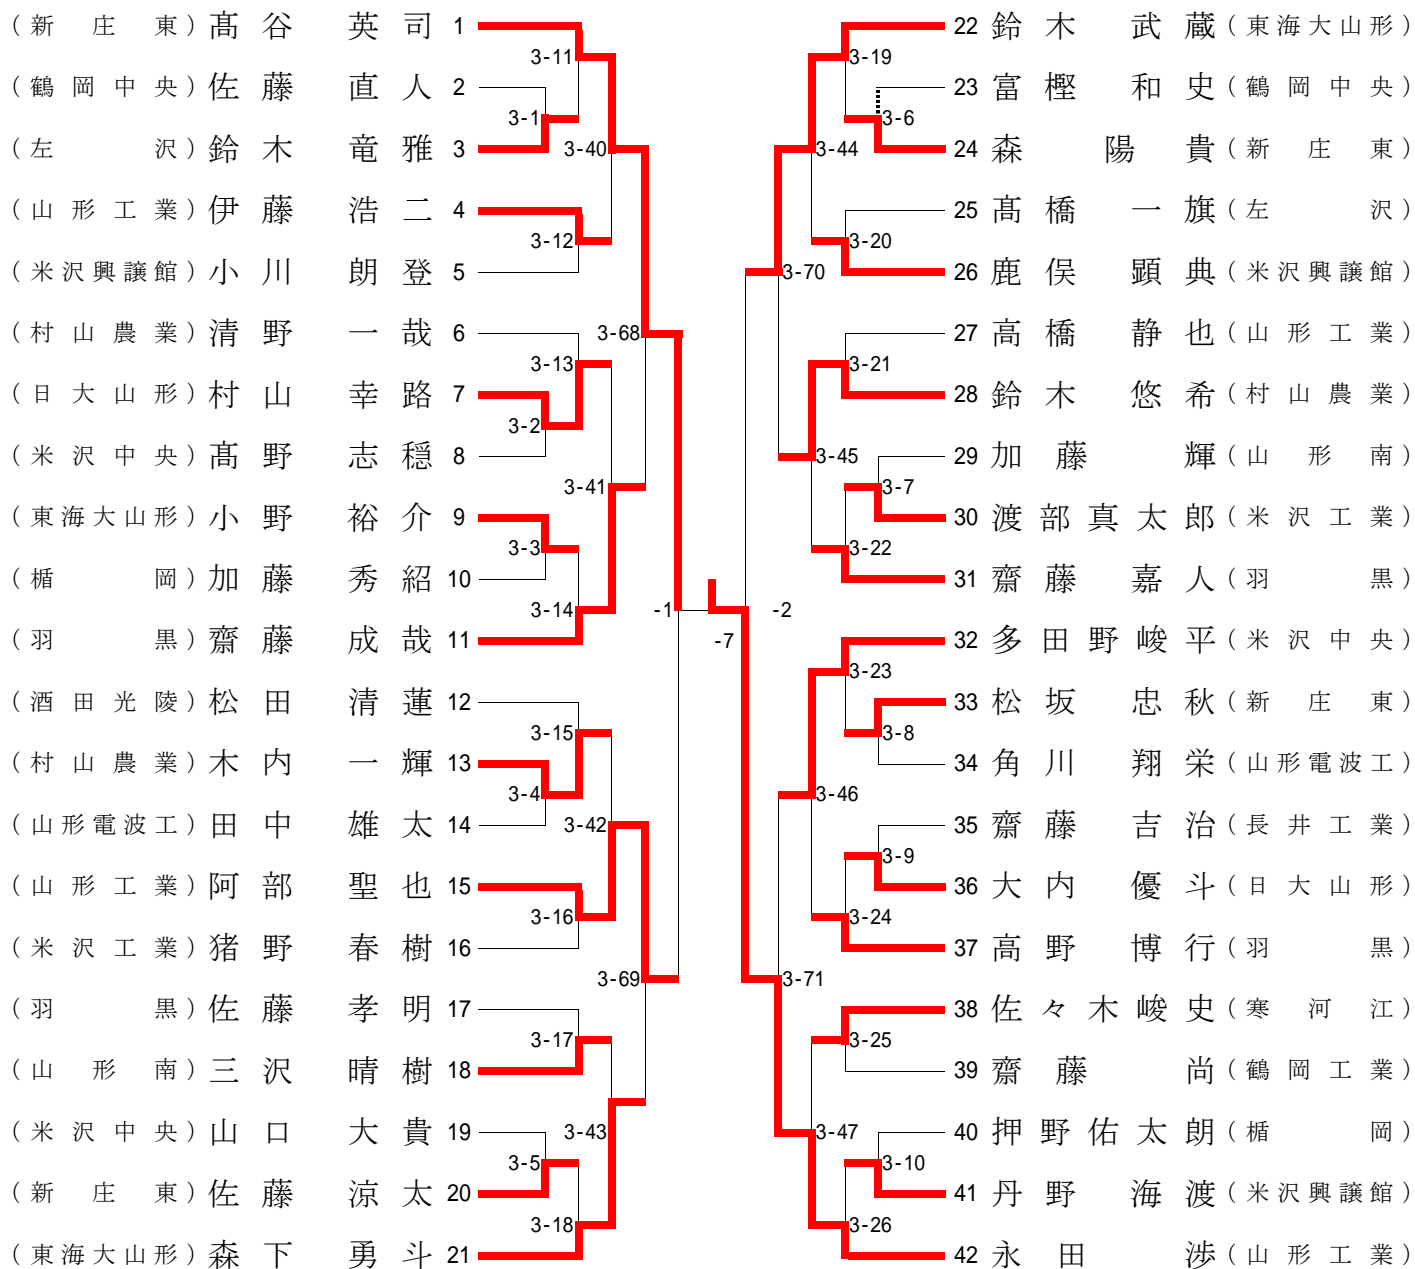 (新庄東) 髙谷英司 1
3-11
(鶴岡中央) 佐藤直人 2
3-1
(左沢) 鈴木竜雅 3
3-40
(山形工業) 伊藤浩二 4
3-12
(米沢興譲館) 小川朗登 5
(村山農業) 清野一哉 6
3-68
3-13
(日大山形) 村山幸路 7
3-2
(米沢中央) 髙野志穏 8
3-41
(東海大山形) 小野裕介 9
3-3
(楯岡) 加藤秀紹 10
3-14
(羽黒) 齋藤成哉 11
(酒田光陵) 松田清蓮 12
3-15
(村山農業) 木内一輝 13
3-4
(山形電波工) 田中雄太 14
3-42
(山形工業) 阿部聖也 15
3-16
(米沢工業) 猪野春樹 16
3-69
(羽黒) 佐藤孝明 17
3-17
(山形南) 三沢晴樹 18
(米沢中央) 山口大貴 19
3-43
3-5
(新庄東) 佐藤涼太 20
3-18
(東海大山形) 森下勇斗 21
-1
-7
-2
22 鈴木武蔵 (東海大山形)
3-19
23 富樫和史 (鶴岡中央)
3-6
24 森陽貴 (新庄東)
3-44
25 髙橋一旗 (左沢)
3-20
26 鹿俣顕典 (米沢興譲館)
3-70
27 高橋静也 (山形工業)
3-21
28 鈴木悠希 (村山農業)
29 加藤輝 (山形南)
3-45
3-7
30 渡部真太郎 (米沢工業)
3-22
31 齋藤嘉人 (羽黒)
32 多田野峻平 (米沢中央)
3-23
33 松坂忠秋 (新庄東)
3-8
34 角川翔栄 (山形電波工)
3-46
35 齋藤吉治 (長井工業)
3-9
36 大内優斗 (日大山形)
3-24
37 高野博行 (羽黒)
3-71
38 佐々木峻史 (寒河江)
3-25
39 齋藤尚 (鶴岡工業)
40 押野佑太朗 (楯岡)
3-47
3-10
41 丹野海渡 (米沢興譲館)
3-26
42 永田渉 (山形工業)